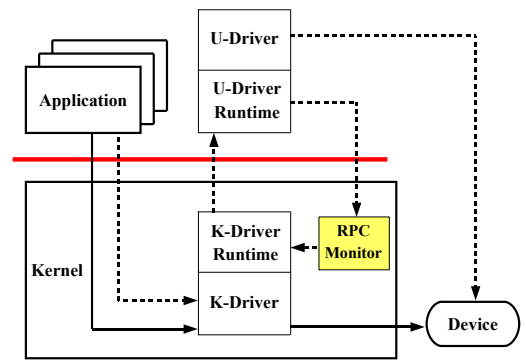 U-Driver
Application
U-Driver
Runtime
K-Driver
Runtime
RPC
Monitor
Kernel
K-Driver
Device